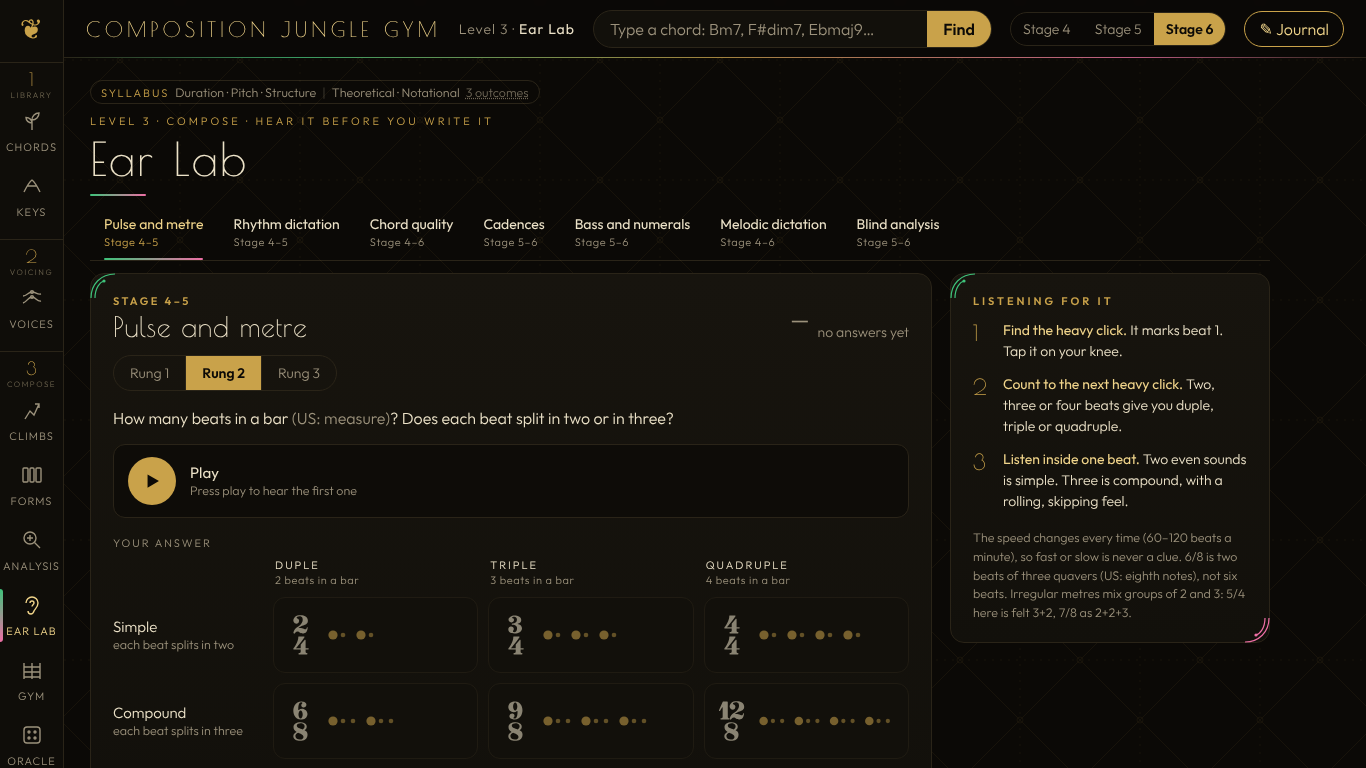 COMPOSITION JUNGLE GYM
Level 3 · Ear Lab
Type a chord: Bm7, F#dim7, Ebmaj9...
Find
Stage 4
Stage 5
Stage 6
✎ Journal
1
LIBRARY
CHORDS
KEYS
2
VOICING
VOICES
3
COMPOSE
CLIMBS
FORMS
ANALYSIS
EAR LAB
GYM
ORACLE
SYLLABUS Duration · Pitch · Structure | Theoretical · Notational 3 outcomes
LEVEL 3 · COMPOSE · HEAR IT BEFORE YOU WRITE IT
Ear Lab
Pulse and metre
Stage 4–5
Rhythm dictation
Stage 4–5
Chord quality
Stage 4–6
Cadences
Stage 5–6
Bass and numerals
Stage 5–6
Melodic dictation
Stage 4–6
Blind analysis
Stage 5–6
STAGE 4–5
Pulse and metre
— no answers yet
Rung 1
Rung 2
Rung 3
How many beats in a bar (US: measure)? Does each beat split in two or in three?
Play
Press play to hear the first one
YOUR ANSWER
DUPLE
2 beats in a bar
TRIPLE
3 beats in a bar
QUADRUPLE
4 beats in a bar
Simple
each beat splits in two
2
4
3
4
4
4
Compound
each beat splits in three
6
8
9
8
12
8
LISTENING FOR IT
1 Find the heavy click. It marks beat 1.
Tap it on your knee.
2 Count to the next heavy click. Two,
three or four beats give you duple,
triple or quadruple.
3 Listen inside one beat. Two even sounds
is simple. Three is compound, with a
rolling, skipping feel.
The speed changes every time (60–120 beats a
minute), so fast or slow is never a clue. 6/8 is two
beats of three quavers (US: eighth notes), not six
beats. Irregular metres mix groups of 2 and 3: 5/4
here is felt 3+2, 7/8 as 2+2+3.